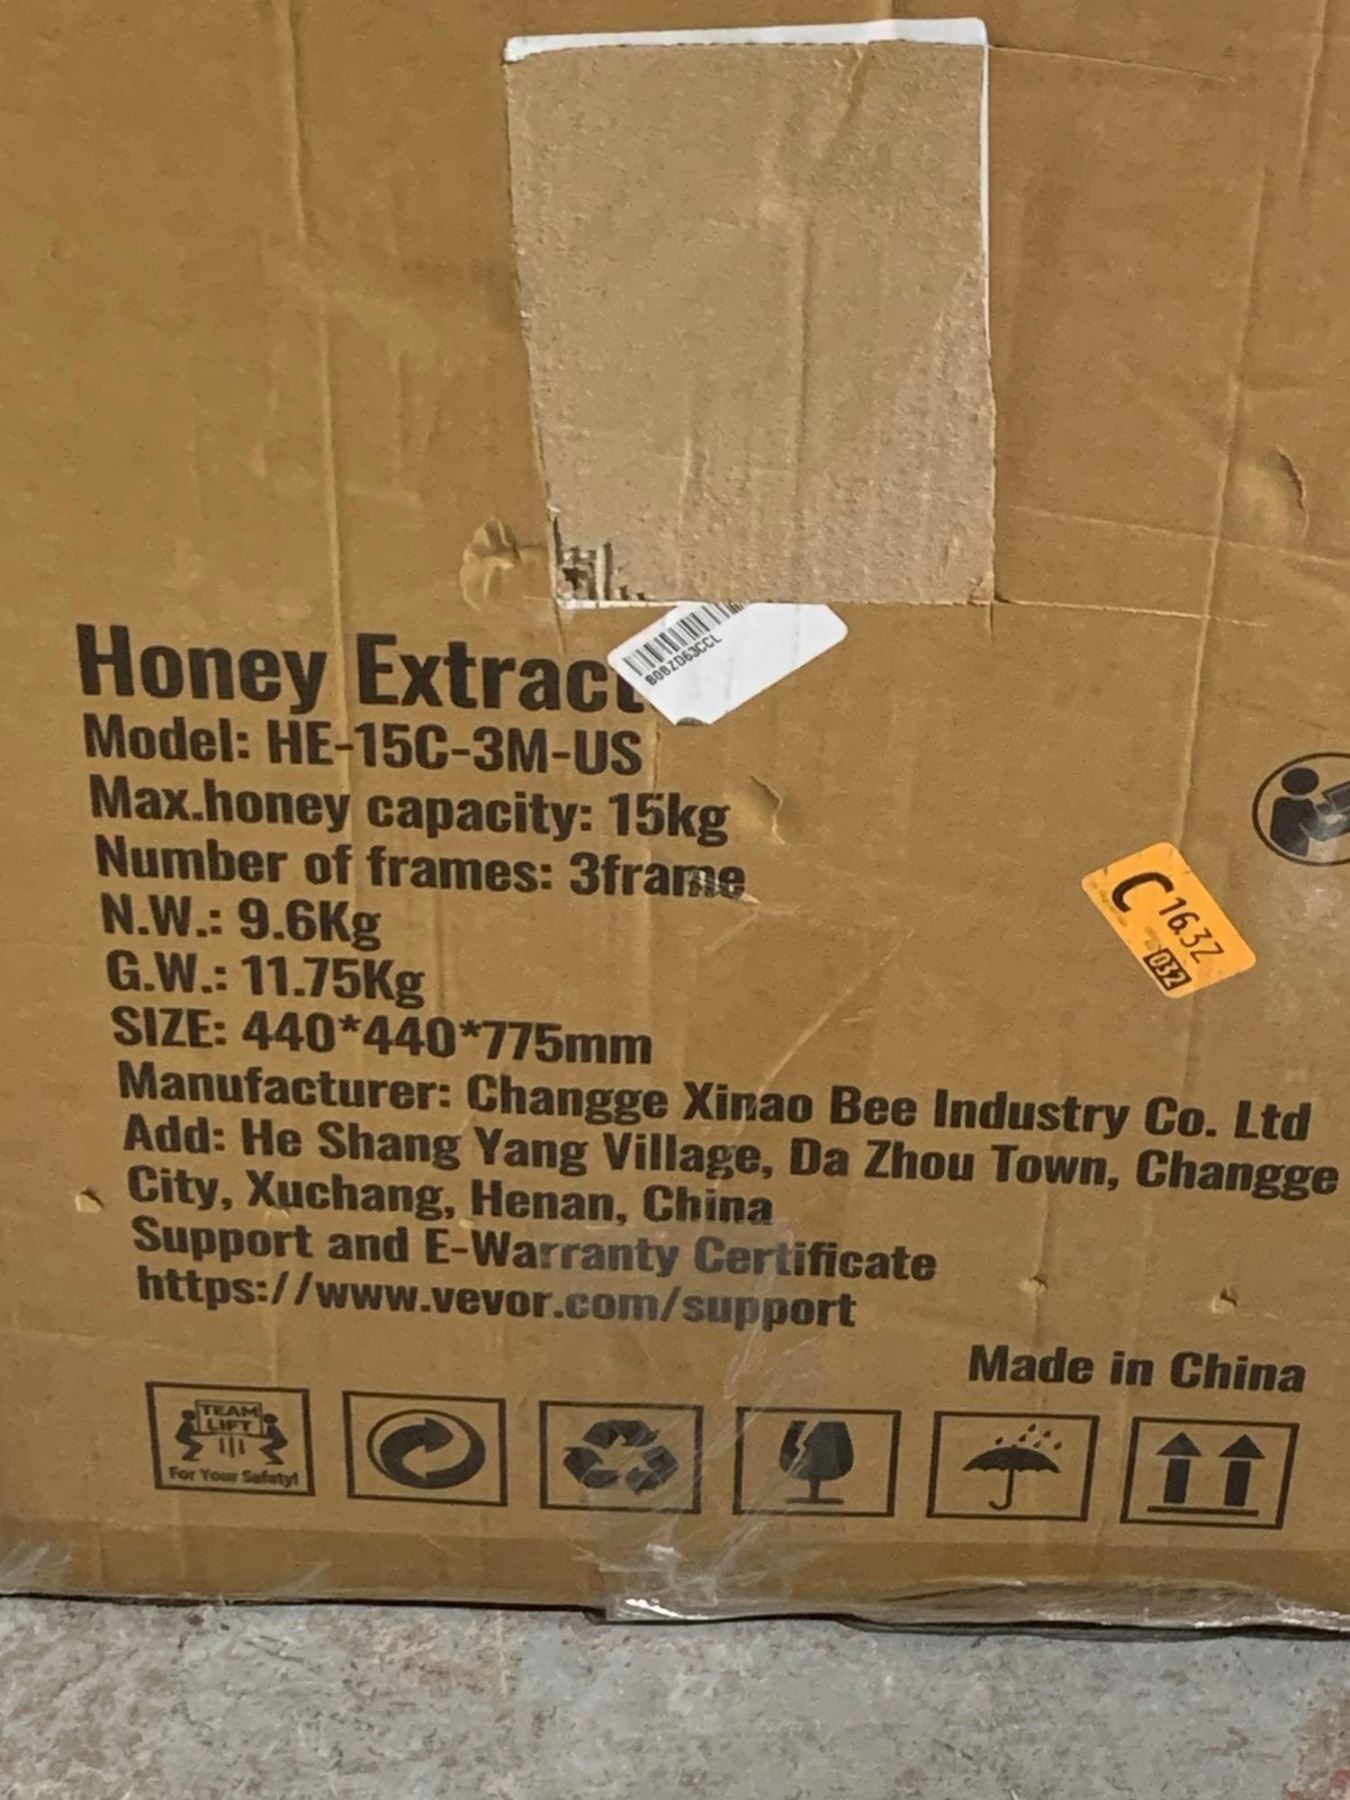 B0BZD63CCL
Honey Extract
Model: HE-15C-3M-US
Max.honey capacity: 15kg
Number of frames: 3frame
N.W.: 9.6Kg
G.W.: 11.75Kg
SIZE: 440*440*775mm
C 1632
032
Manufacturer: Changge Xinao Bee Industry Co. Ltd
Add: He Shang Yang Village, Da Zhou Town, Changge
City, Xuchang, Henan, China
Support and E-Warranty Certificate
https://www.vevor.com/support
Made in China
TEAM
LIFT
For Your Safety!